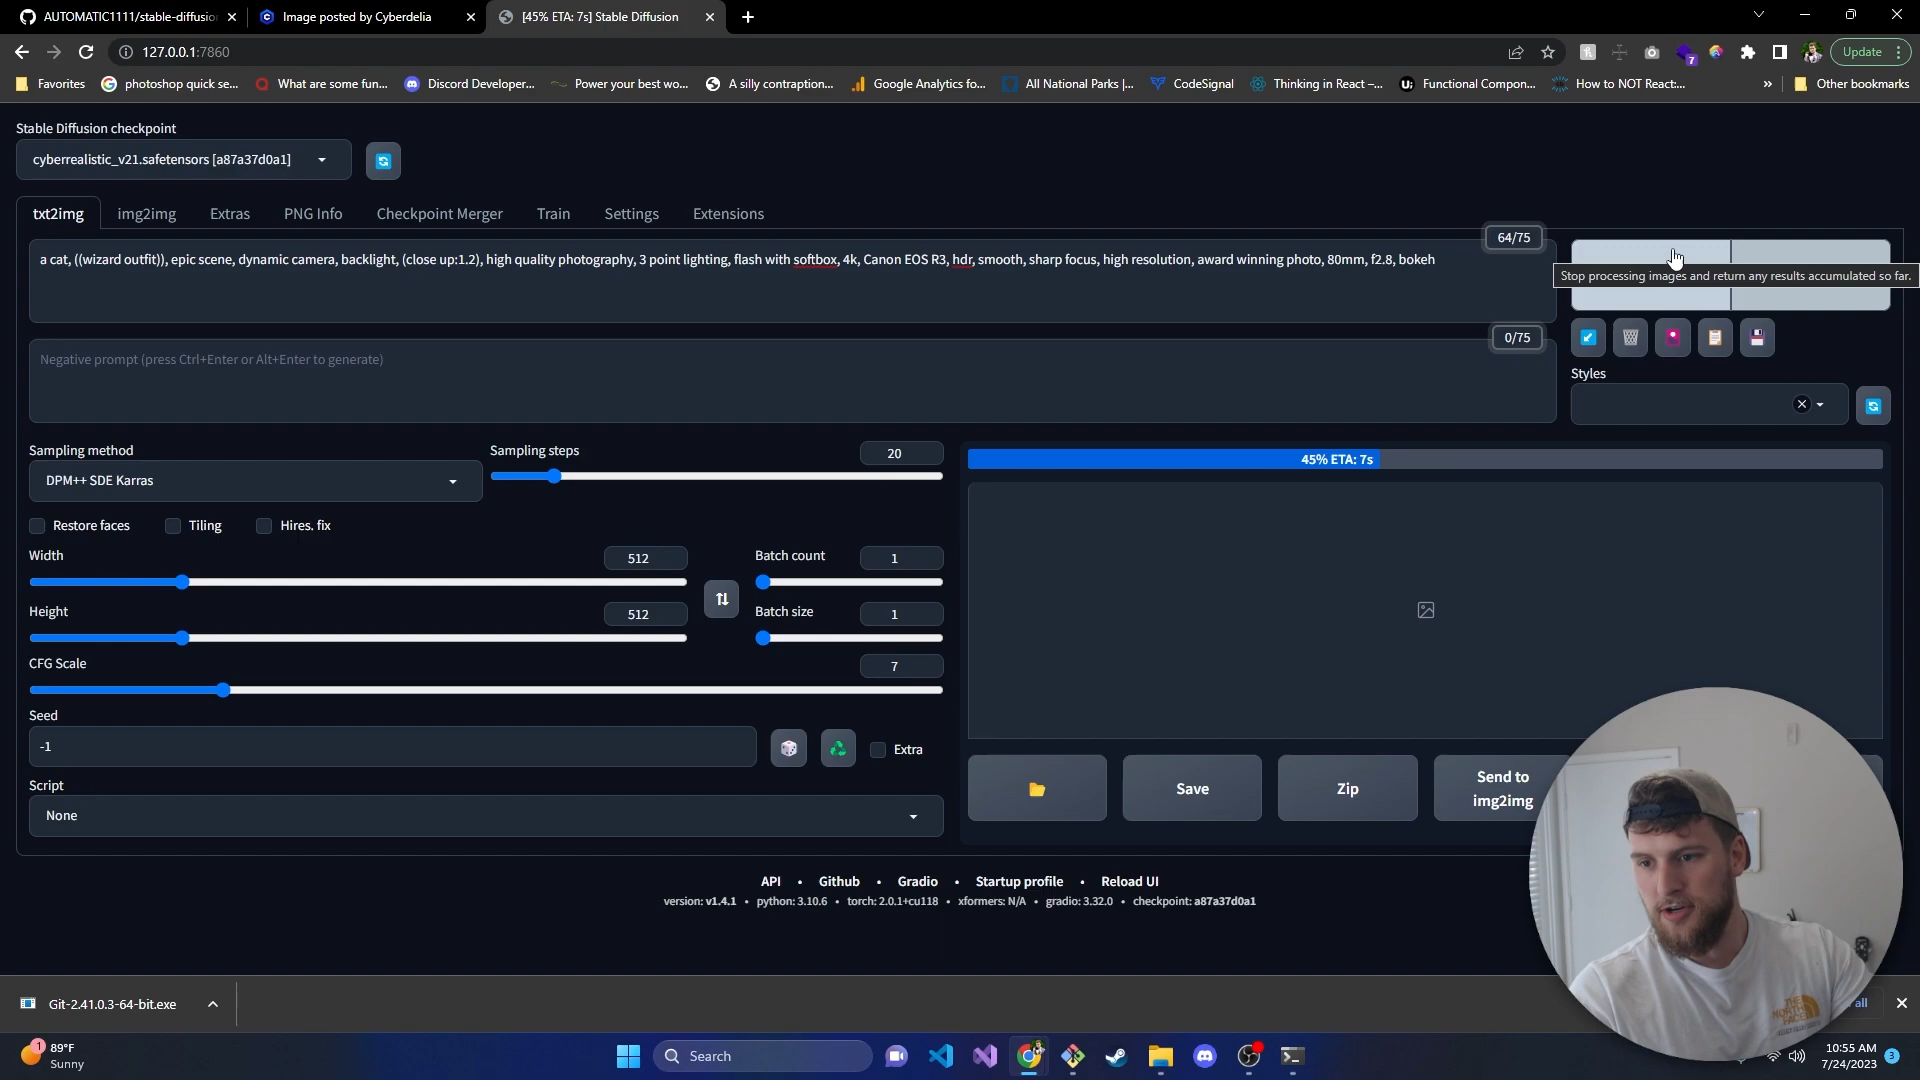 AUTOMATIC1111/stable-diffusion
Image posted by Cyberdelia
[45% ETA: 7s] Stable Diffusion
127.0.0.1:7860
7
Update
Favorites
photoshop quick se...
What are some fun...
Discord Developer...
Power your best wo...
A silly contraption...
Google Analytics fo...
All National Parks |...
CodeSignal
Thinking in React –...
Functional Compon...
How to NOT React:...
»
Other bookmarks
Stable Diffusion checkpoint
cyberrealistic_v21.safetensors [a87a37d0a1]
txt2img
img2img
Extras
PNG Info
Checkpoint Merger
Train
Settings
Extensions
64/75
a cat, ((wizard outfit)), epic scene, dynamic camera, backlight, (close up:1.2), high quality photography, 3 point lighting, flash with softbox, 4k, Canon EOS R3, hdr, smooth, sharp focus, high resolution, award winning photo, 80mm, f2.8, bokeh
Stop processing images and return any results accumulated so far.
0/75
Negative prompt (press Ctrl+Enter or Alt+Enter to generate)
Styles
Sampling method
DPM++ SDE Karras
Sampling steps
20
45% ETA: 7s
Restore faces
Tiling
Hires. fix
Width
512
Batch count
1
Height
512
Batch size
1
CFG Scale
7
Seed
-1
Extra
Script
None
Save
Zip
Send to
img2img
API • Github • Gradio • Startup profile • Reload UI
version: v1.4.1 • python: 3.10.6 • torch: 2.0.1+cu118 • xformers: N/A • gradio: 3.32.0 • checkpoint: a87a37d0a1
THE
NORTH
FACE
Git-2.41.0.3-64-bit.exe
all
1
89°F
Sunny
Search
10:55 AM
7/24/2023
3